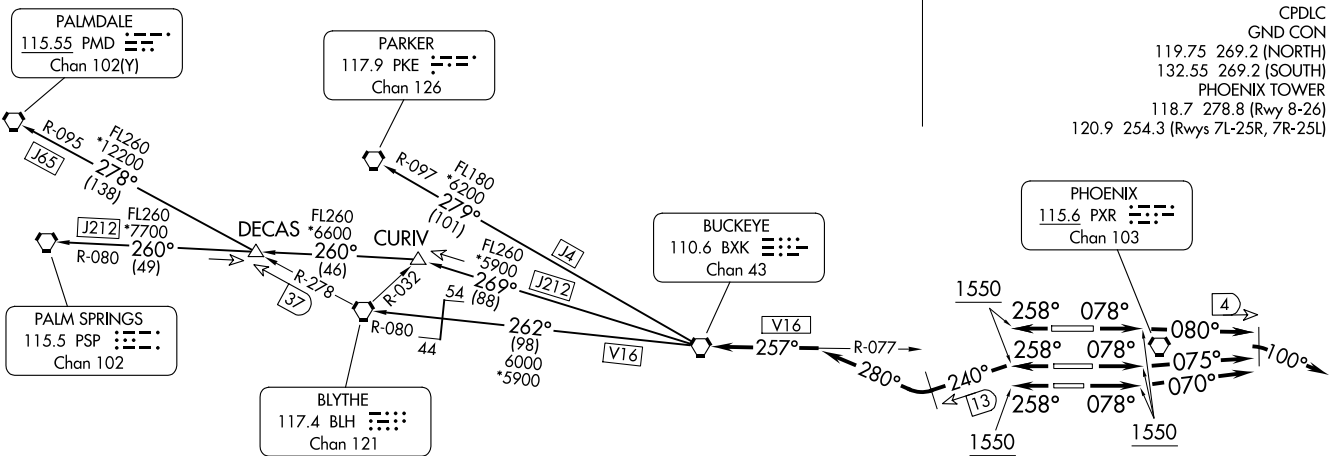 CPDLC
GND CON
119.75 269.2 (NORTH)
132.55 269.2 (SOUTH)
PHOENIX TOWER
118.7 278.8 (Rwy 8-26)
120.9 254.3 (Rwys 7L-25R, 7R-25L)
PALMDALE
115.55 PMD
Chan 102(Y)
PARKER
117.9 PKE
Chan 126
R-095
FL260
*12200
278°
(138)
J65
R-097
FL180
*6200
279°
(101)
J4
PHOENIX
115.6 PXR
Chan 103
BUCKEYE
110.6 BXK
Chan 43
J212
FL260
*7700
260°
(49)
R-080
DECAS
FL260
*6600
260°
(46)
CURIV
FL260
*5900
269°
(88)
J212
R-278
37
R-032
R-080
54
44
262°
(98)
6000
*5900
V16
PALM SPRINGS
115.5 PSP
Chan 102
BLYTHE
117.4 BLH
Chan 121
V16
257°
R-077
280°
240°
13
1550
258° 078°
080°
4
258° 078°
075°
100°
258° 078°
070°
1550
1550